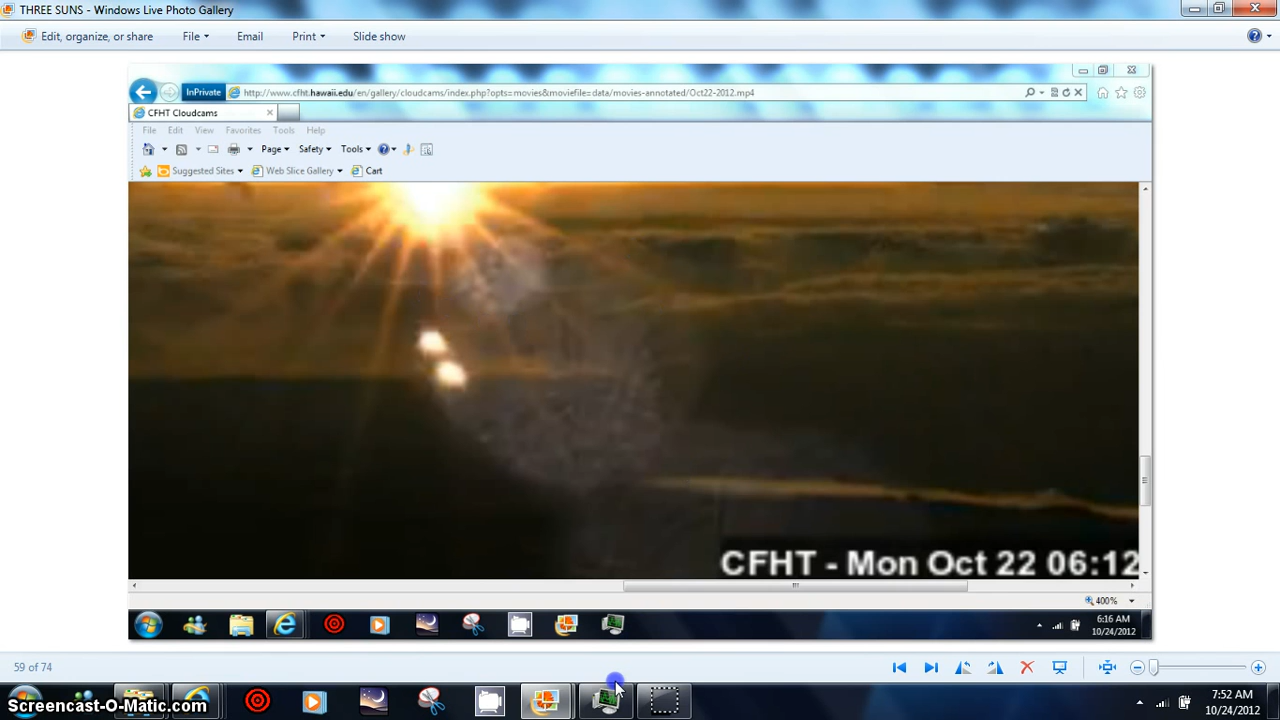 THREE SUNS - Windows Live Photo Gallery
Edit, organize, or share File Email Print Slide show
InPrivate http://www.cfht.hawaii.edu/en/gallery/cloudcams/index.php?opts=movies&moviefile=data/movies-annotated/Oct22-2012.mp4
CFHT Cloudcams
File Edit View Favorites Tools Help
Page Safety Tools
Suggested Sites Web Slice Gallery Cart
CFHT - Mon Oct 22 06:12
400%
6:16 AM
10/24/2012
59 of 74
7:52 AM
Screencast-O-Matic.com
10/24/2012